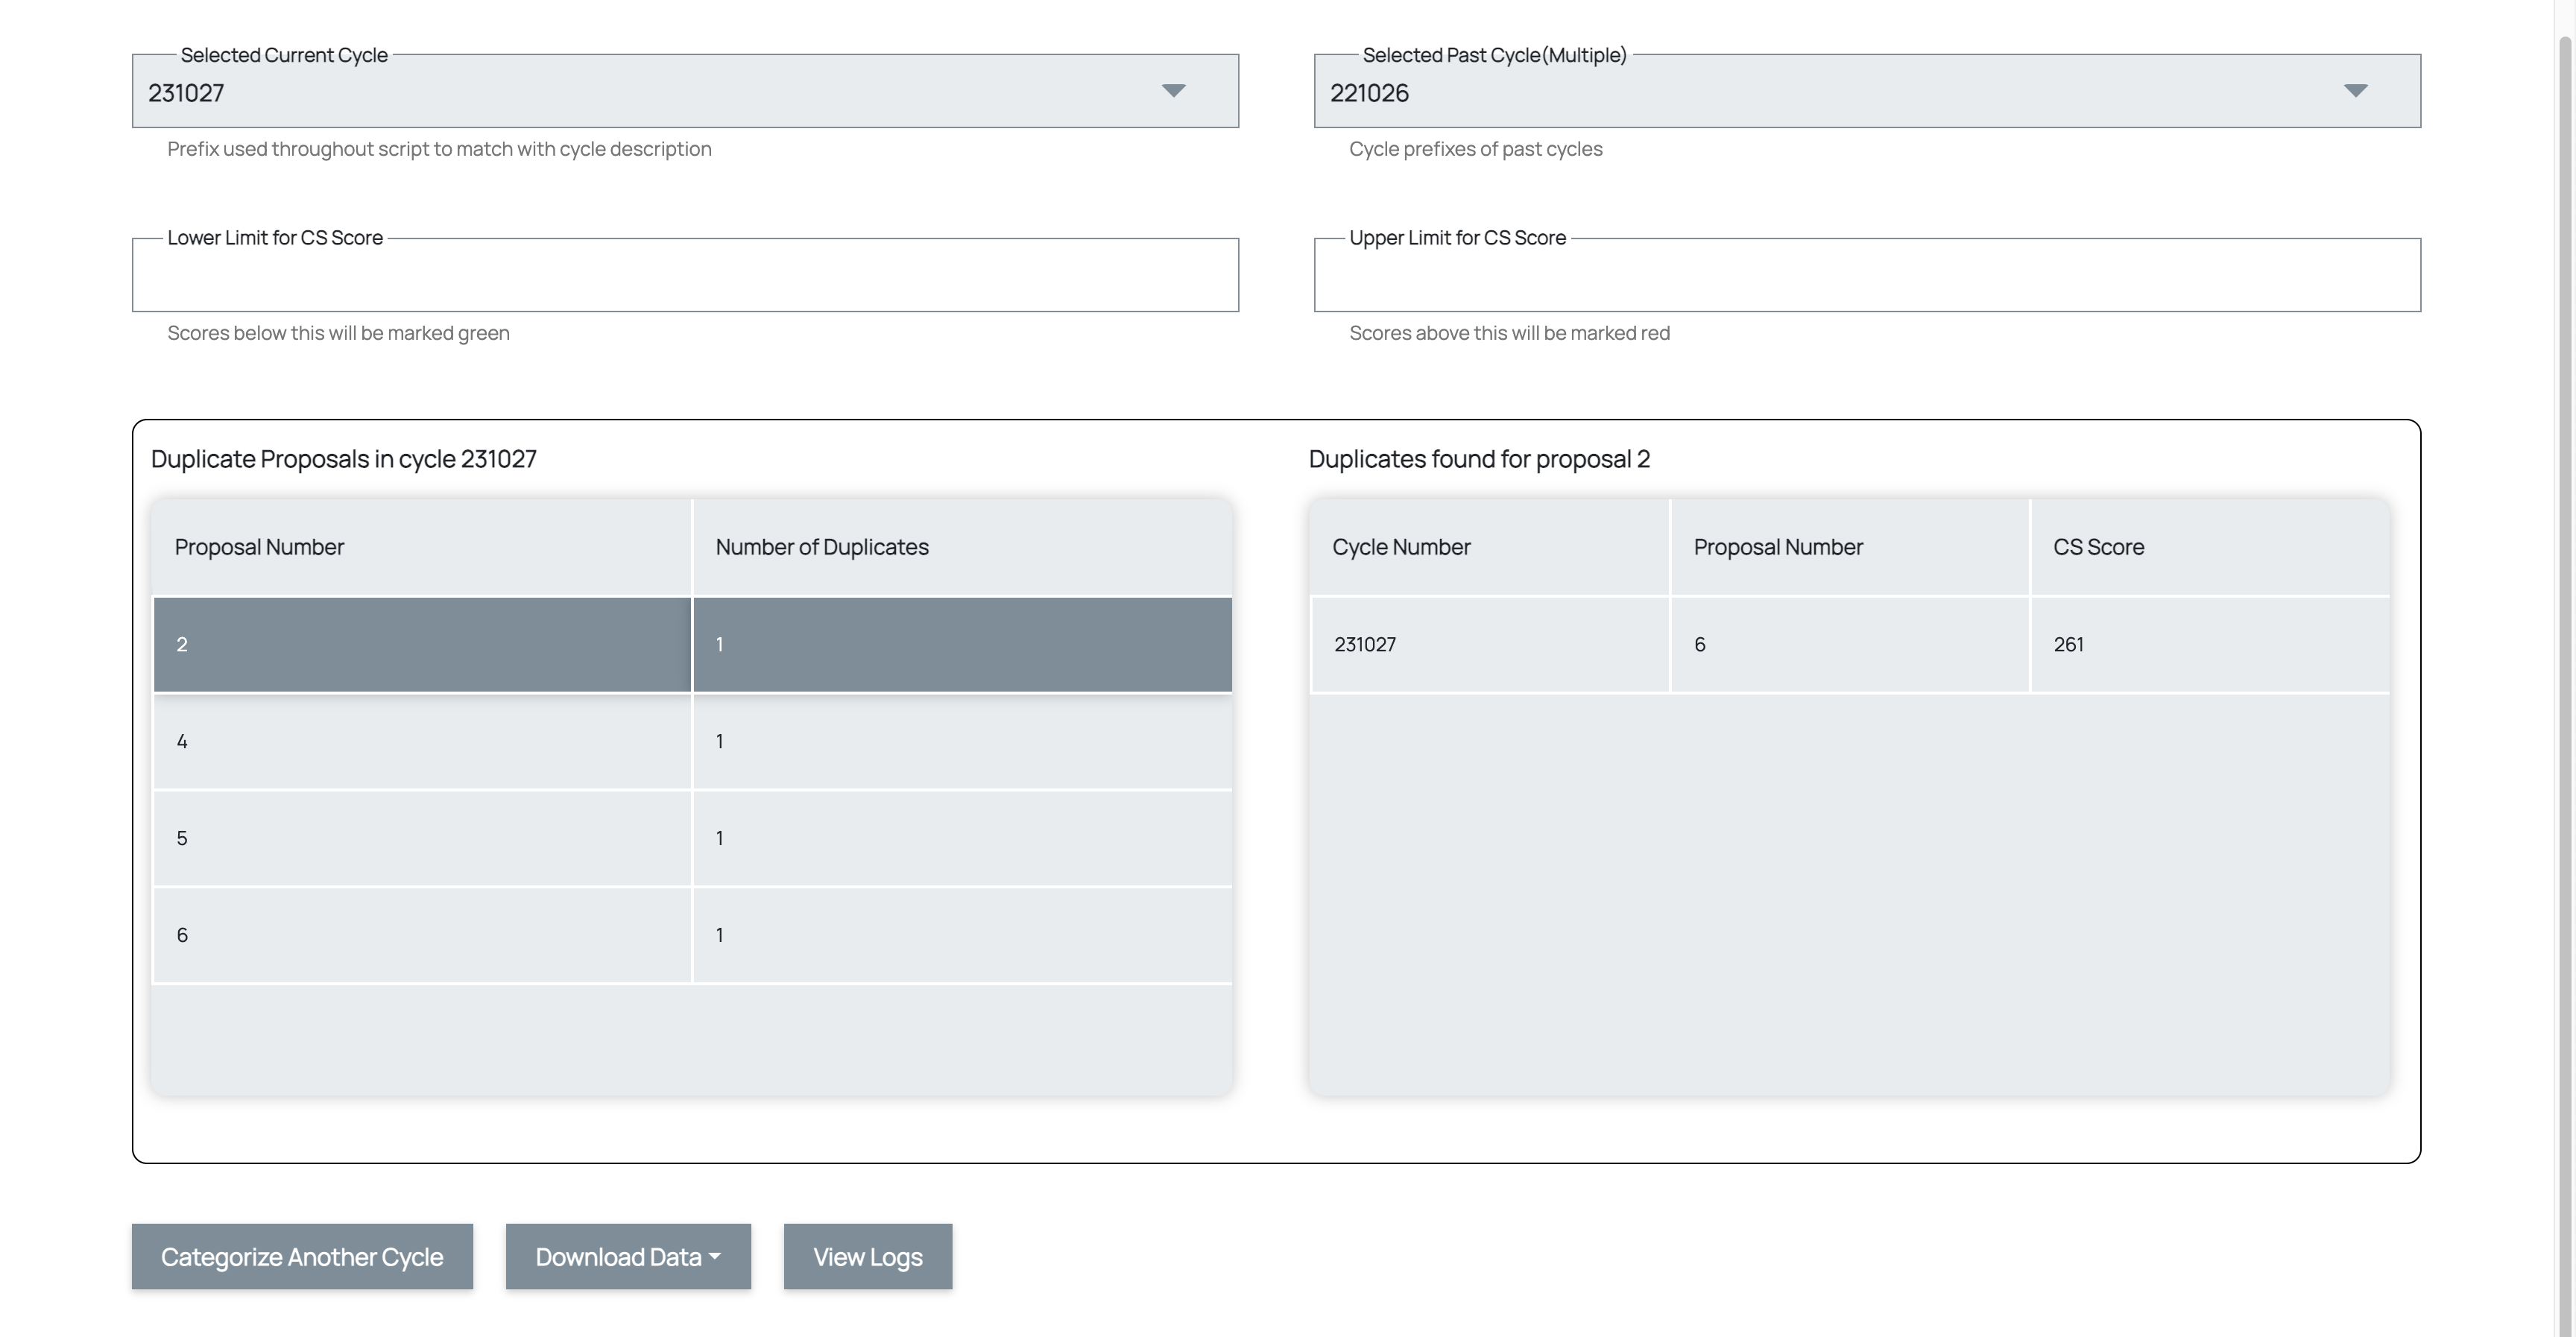 Selected Current Cycle
231027
Prefix used throughout script to match with cycle description
Selected Past Cycle(Multiple)
221026
Cycle prefixes of past cycles
Lower Limit for CS Score
Scores below this will be marked green
Upper Limit for CS Score
Scores above this will be marked red
Duplicate Proposals in cycle 231027
Proposal Number Number of Duplicates
2 1
4 1
5 1
6 1
Duplicates found for proposal 2
Cycle Number Proposal Number CS Score
231027 6 261
Categorize Another Cycle
Download Data
View Logs